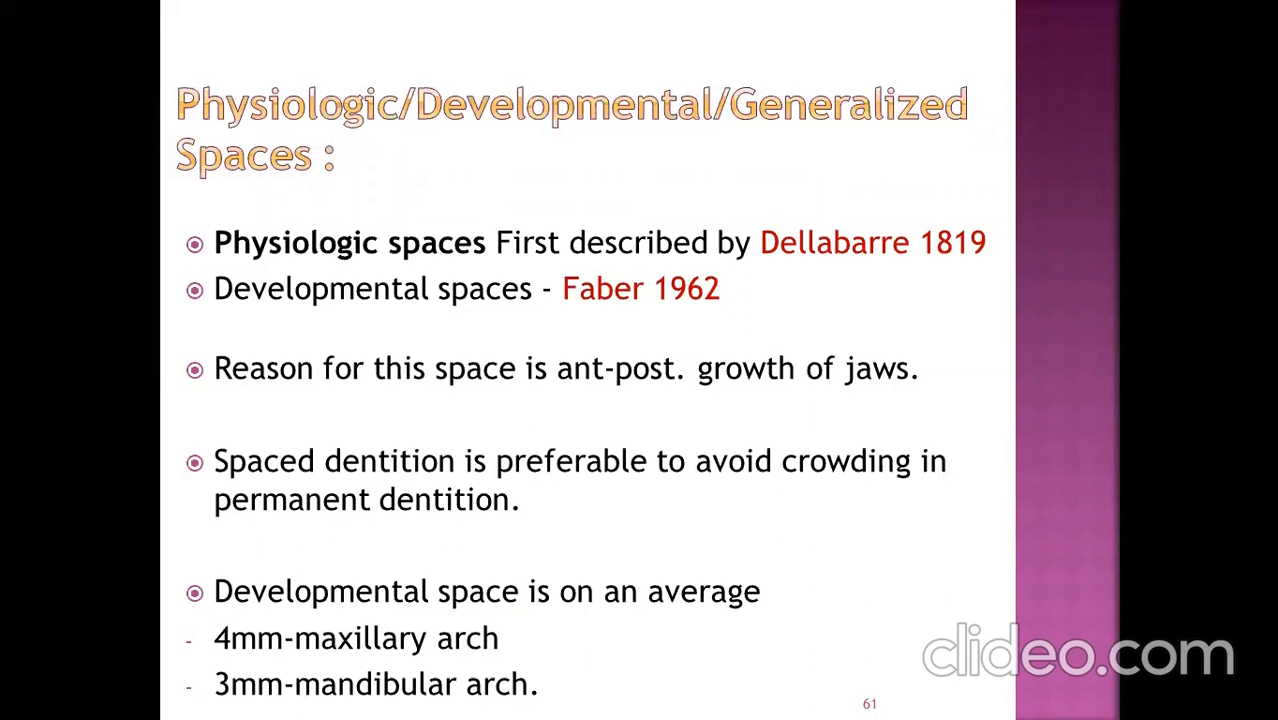 Physiologic/Developmental/Generalized
Spaces :
Physiologic spaces First described by Dellabarre 1819
Developmental spaces - Faber 1962
Reason for this space is ant-post. growth of jaws.
Spaced dentition is preferable to avoid crowding in
permanent dentition.
Developmental space is on an average
- 4mm-maxillary arch
- 3mm-mandibular arch.
clideo.com
61